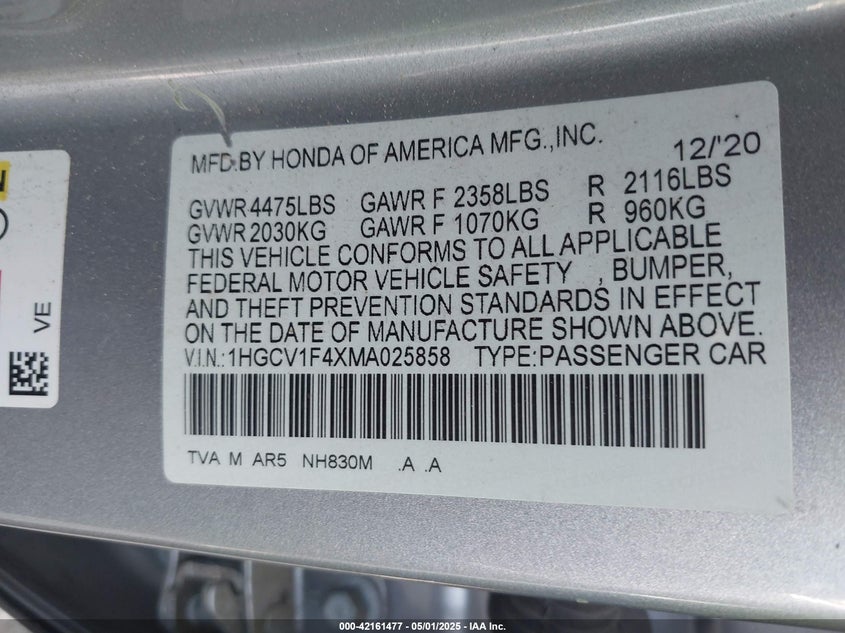 MFD.BY HONDA OF AMERICA MFG.,INC. 12/'20
GVWR 4475LBS GAWR F 2358LBS R 2116LBS
GVWR 2030KG GAWR F 1070KG R 960KG
THIS VEHICLE CONFORMS TO ALL APPLICABLE
FEDERAL MOTOR VEHICLE SAFETY , BUMPER,
AND THEFT PREVENTION STANDARDS IN EFFECT
ON THE DATE OF MANUFACTURE SHOWN ABOVE.
V.I.N.:1HGCV1F4XMA025858 TYPE:PASSENGER CAR
TVA M AR5 NH830M .A .A
VE
000-42161477 - 05/01/2025 - IAA Inc.